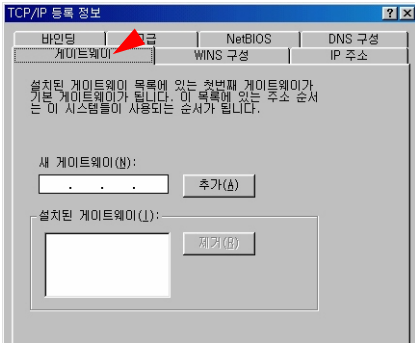 TCP/IP 등록 정보
바인딩 고급 NetBIOS DNS 구성
게이트웨이 WINS 구성 IP 주소
설치된 게이트웨이 목록에 있는 첫번째 게이트웨이가
기본 게이트웨이가 됩니다. 이 목록에 있는 주소 순서
는 이 시스템들이 사용되는 순서가 됩니다.
새 게이트웨이(N):
. . . 추가(A)
설치된 게이트웨이(I):
제거(R)